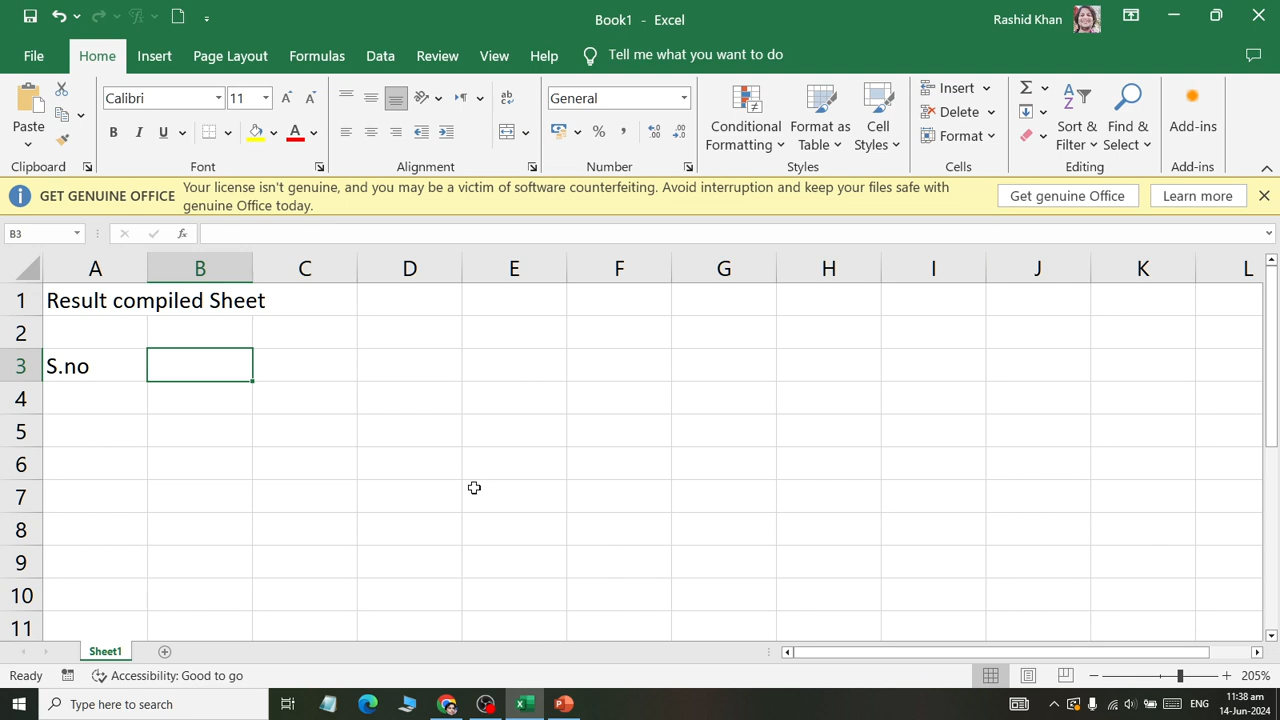 Book1 - Excel
Rashid Khan
File Home Insert Page Layout Formulas Data Review View Help Tell me what you want to do
Paste
Calibri 11
B I U A
ab
General
% ,
Conditional Formatting
Format as Table
Cell Styles
Insert
Delete
Format
Sort & Filter
Find & Select
Add-ins
Clipboard Font Alignment Number Styles Cells Editing Add-ins
GET GENUINE OFFICE Your license isn't genuine, and you may be a victim of software counterfeiting. Avoid interruption and keep your files safe with
genuine Office today.
Get genuine Office Learn more
B3 fx
A B C D E F G H I J K L
1 Result compiled Sheet
2
3 S.no
4
5
6
7
8
9
10
11
Sheet1
Ready Accessibility: Good to go 205%
Type here to search ENG 11:38 am
14-Jun-2024